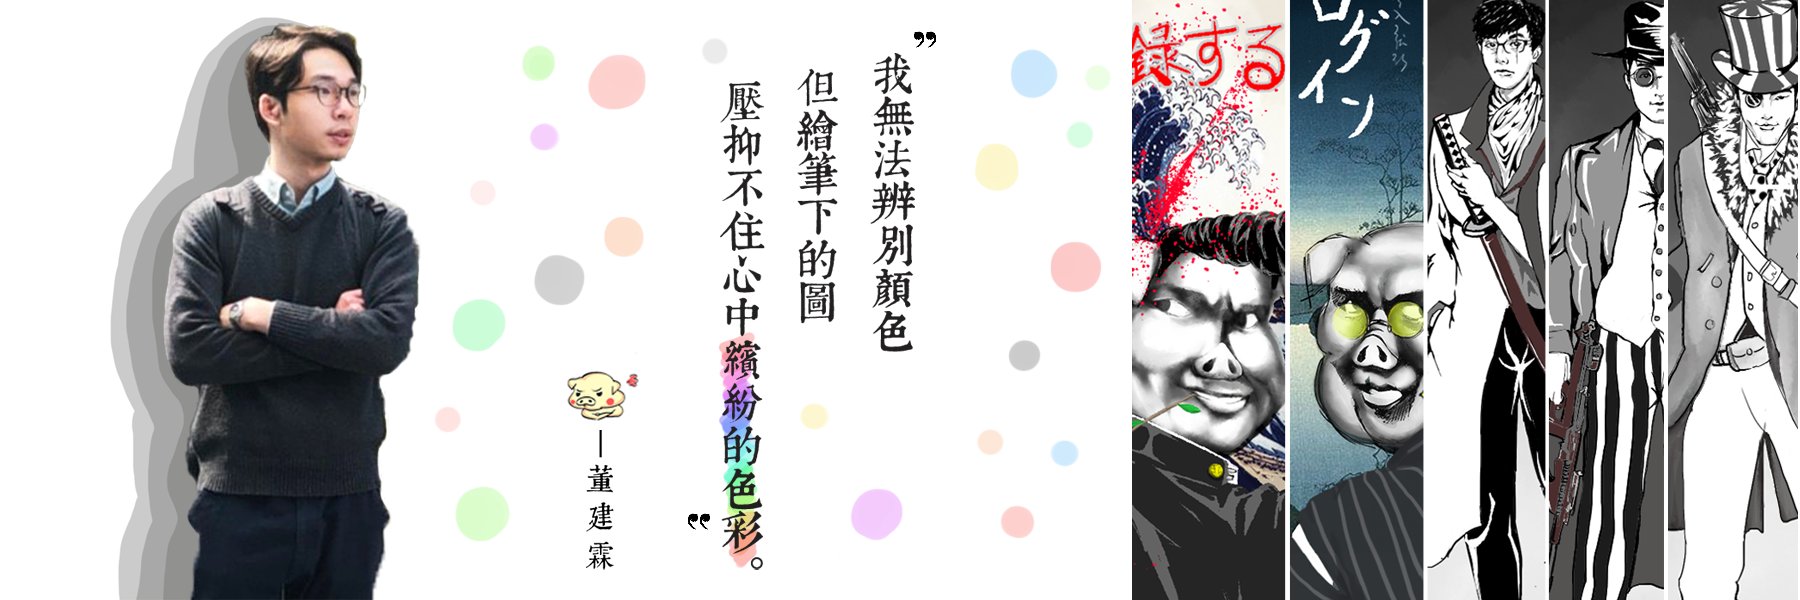 ”我無法辨別顏色
但繪筆下的圖
壓抑不住心中繽紛的色彩。“
—董建霖
録する
ログイン